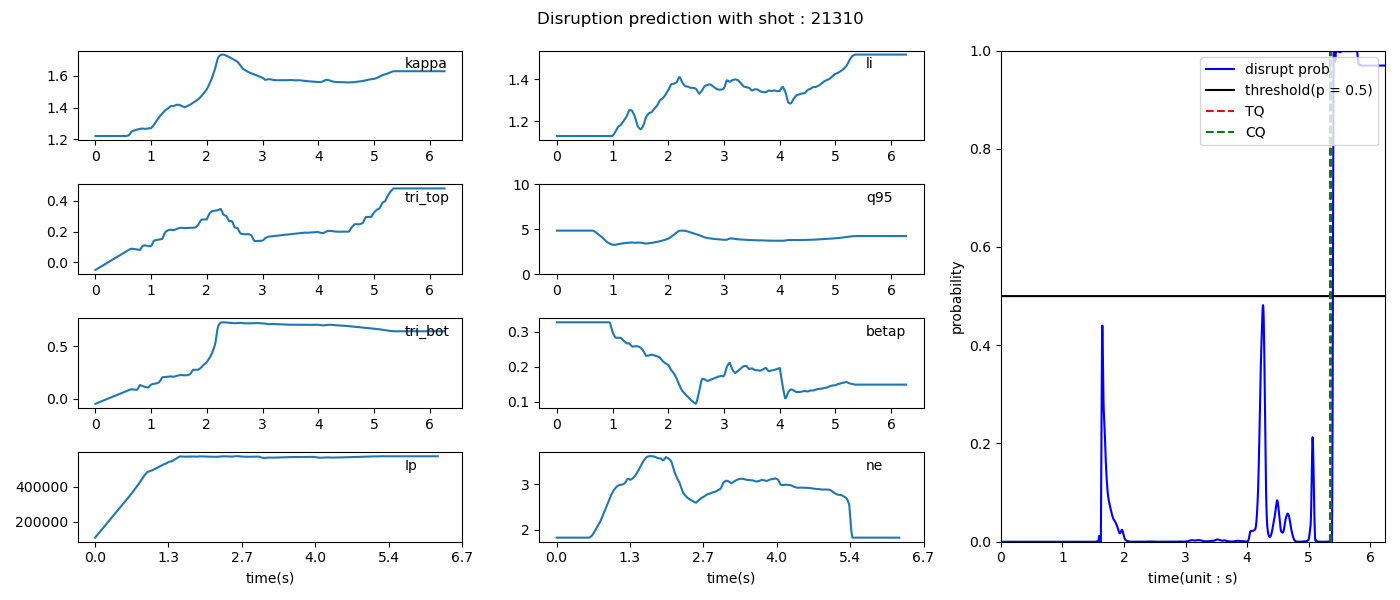 Disruption prediction with shot : 21310
kappa
1.6
1.4
1.2
0 1 2 3 4 5 6
li
1.4
1.2
0 1 2 3 4 5 6
tri_top
0.4
0.2
0.0
0 1 2 3 4 5 6
q95
10
5
0
0 1 2 3 4 5 6
tri_bot
0.5
0.0
0 1 2 3 4 5 6
betap
0.3
0.2
0.1
0 1 2 3 4 5 6
Ip
400000
200000
0.0 1.3 2.7 4.0 5.4 6.7
time(s)
ne
3
2
0.0 1.3 2.7 4.0 5.4 6.7
time(s)
disrupt prob
threshold(p = 0.5)
TQ
CQ
1.0
0.8
0.6
0.4
0.2
0.0
probability
0 1 2 3 4 5 6
time(unit : s)